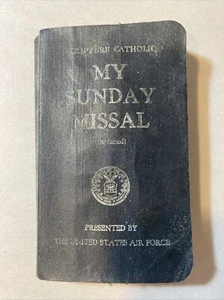 CATHOLIC
MY
SUNDAY
MISSAL
PRESENTED BY
THE UNITED STATES AIR FORCE